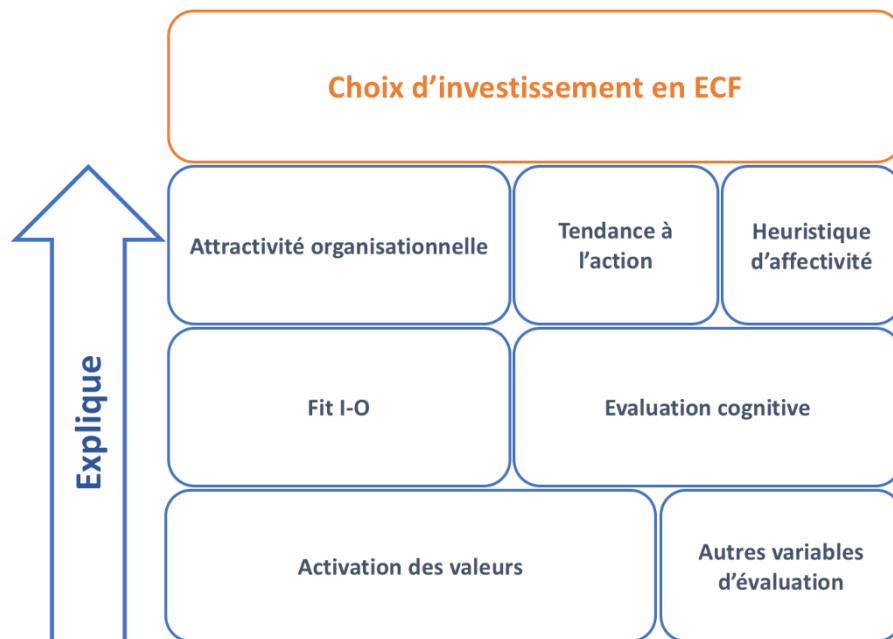 Choix d’investissement en ECF
Attractivité organisationnelle
Tendance à
l’action
Heuristique
d’affectivité
Explique
Fit I-O
Evaluation cognitive
Activation des valeurs
Autres variables
d’évaluation